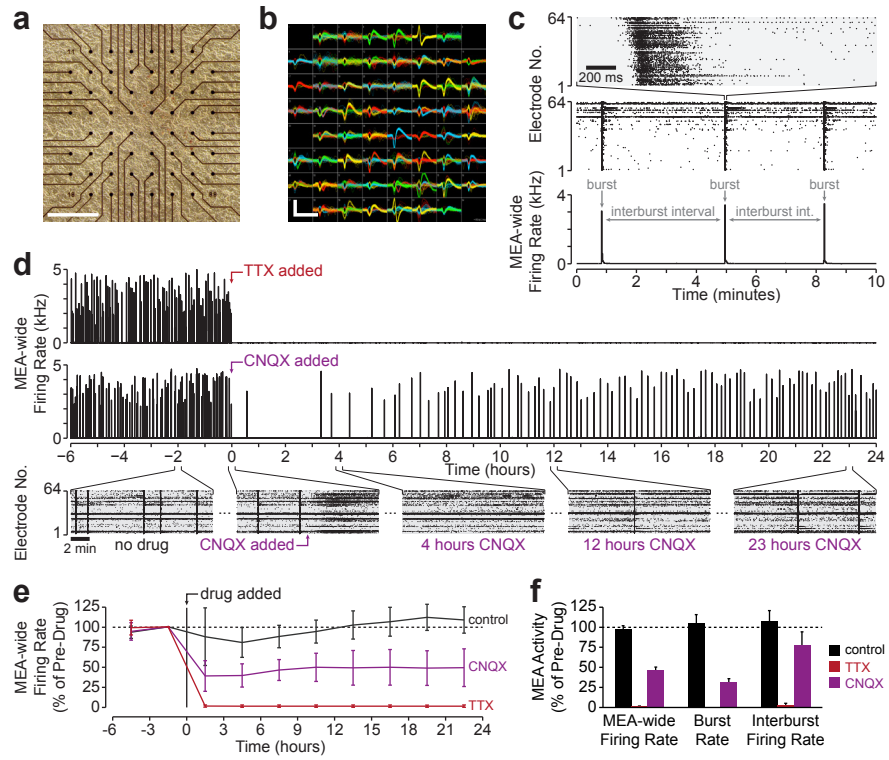 a
b
c
64
Electrode No.
1
200 ms
64
Electrode No.
1
burst
burst
burst
4
interburst interval
interburst int.
MEA-wide
Firing Rate (kHz)
0
0 2 4 6 8 10
Time (minutes)
d
5
TTX added
0
MEA-wide
Firing Rate (kHz)
5
CNQX added
0
−6 −4 −2 0 2 4 6 8 10 12 14 16 18 20 22 24
Time (hours)
Electrode No.
64
1
2 min
no drug
CNQX added
4 hours CNQX
12 hours CNQX
23 hours CNQX
e
drug added
MEA-wide
Firing Rate
(% of Pre-Drug)
125
100
75
50
25
0
control
CNQX
TTX
-6 -3 0 3 6 9 12 15 18 21 24
Time (hours)
f
MEA Activity
(% of Pre-Drug)
125
100
75
50
25
0
control
TTX
CNQX
MEA-wide
Firing Rate
Burst
Rate
Interburst
Firing Rate